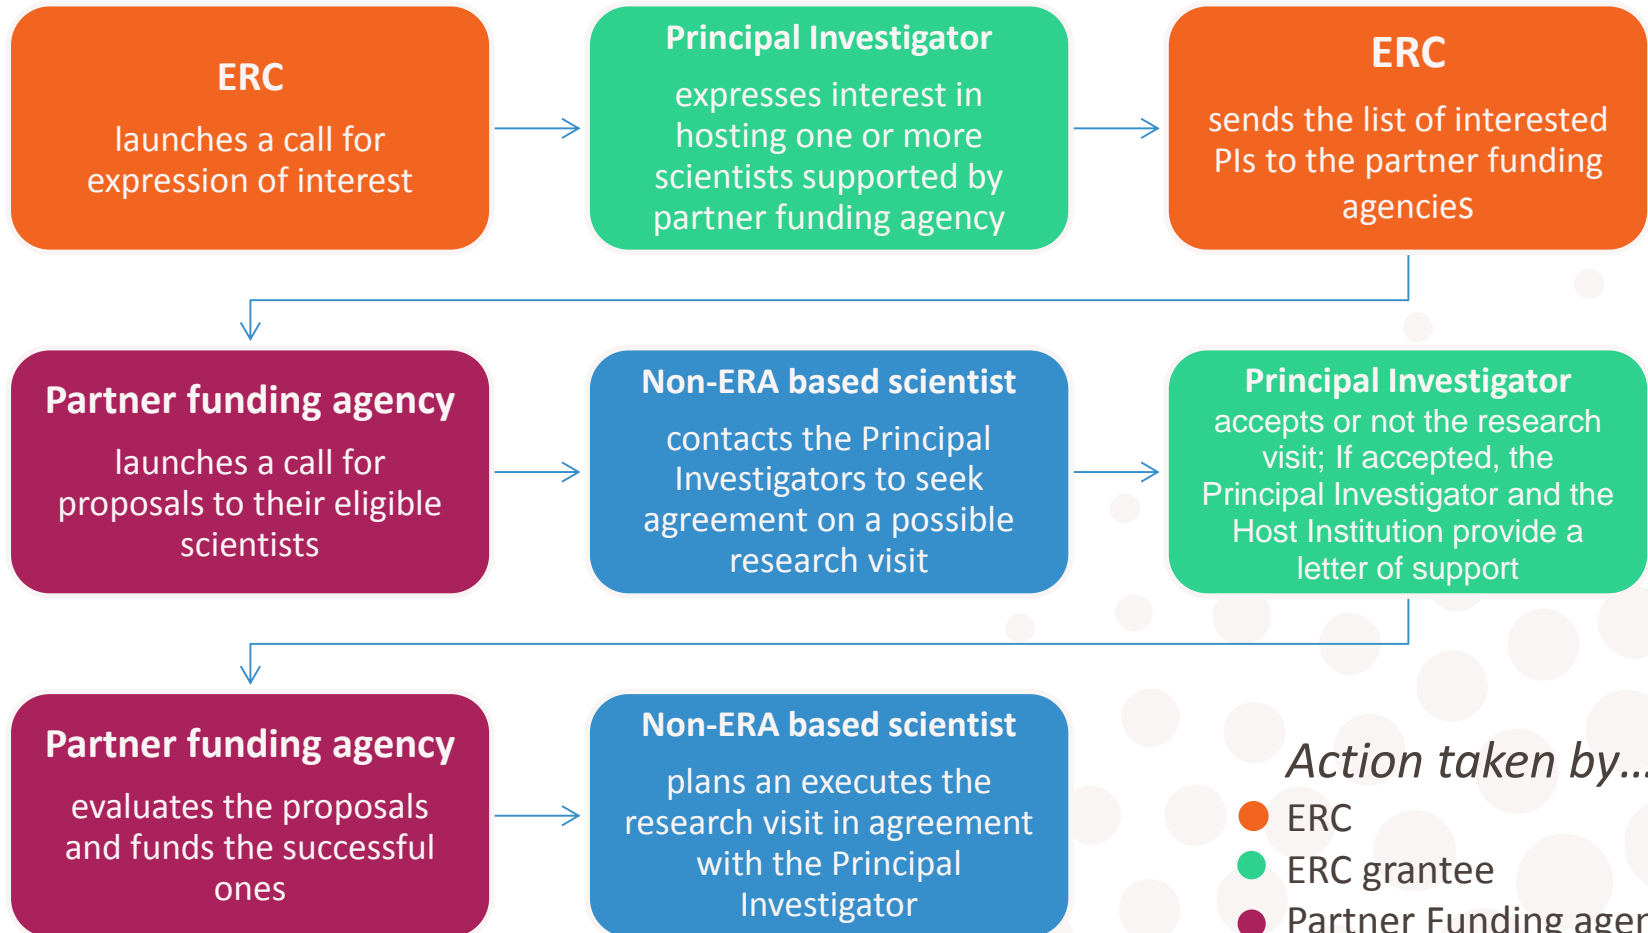 ERC
launches a call for
expression of interest
Principal Investigator
expresses interest in
hosting one or more
scientists supported by
partner funding agency
ERC
sends the list of interested
PIs to the partner funding
agencies
Partner funding agency
launches a call for
proposals to their eligible
scientists
Non-ERA based scientist
contacts the Principal
Investigators to seek
agreement on a possible
research visit
Principal Investigator
accepts or not the research
visit; If accepted, the
Principal Investigator and the
Host Institution provide a
letter of support
Partner funding agency
evaluates the proposals
and funds the successful
ones
Non-ERA based scientist
plans an executes the
research visit in agreement
with the Principal
Investigator
Action taken by...
ERC
ERC grantee
Partner Funding